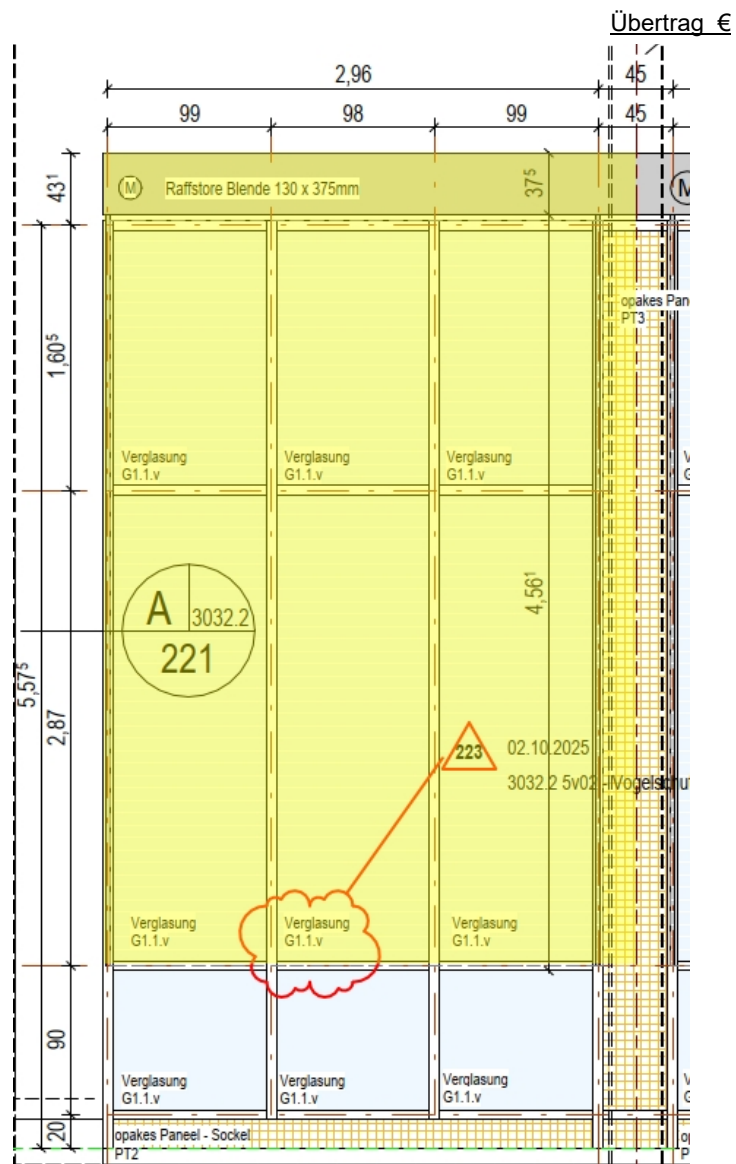 Übertrag €
2,96 45
99 98 99 45
43¹
M Raffstore Blende 130 x 375mm 37⁵ M
opakes Pan
PT3
1,60⁵
Verglasung Verglasung Verglasung V
G1.1.v G1.1.v G1.1.v G
A 3032.2
221
4,56¹
5,57⁵
2,87
223 02.10.2025
3032.2 5v02 - Vogelschut
Verglasung Verglasung Verglasung
G1.1.v G1.1.v G1.1.v
90
Verglasung Verglasung Verglasung V
G1.1.v G1.1.v G1.1.v G
20
opakes Paneel - Sockel op
PT2 P